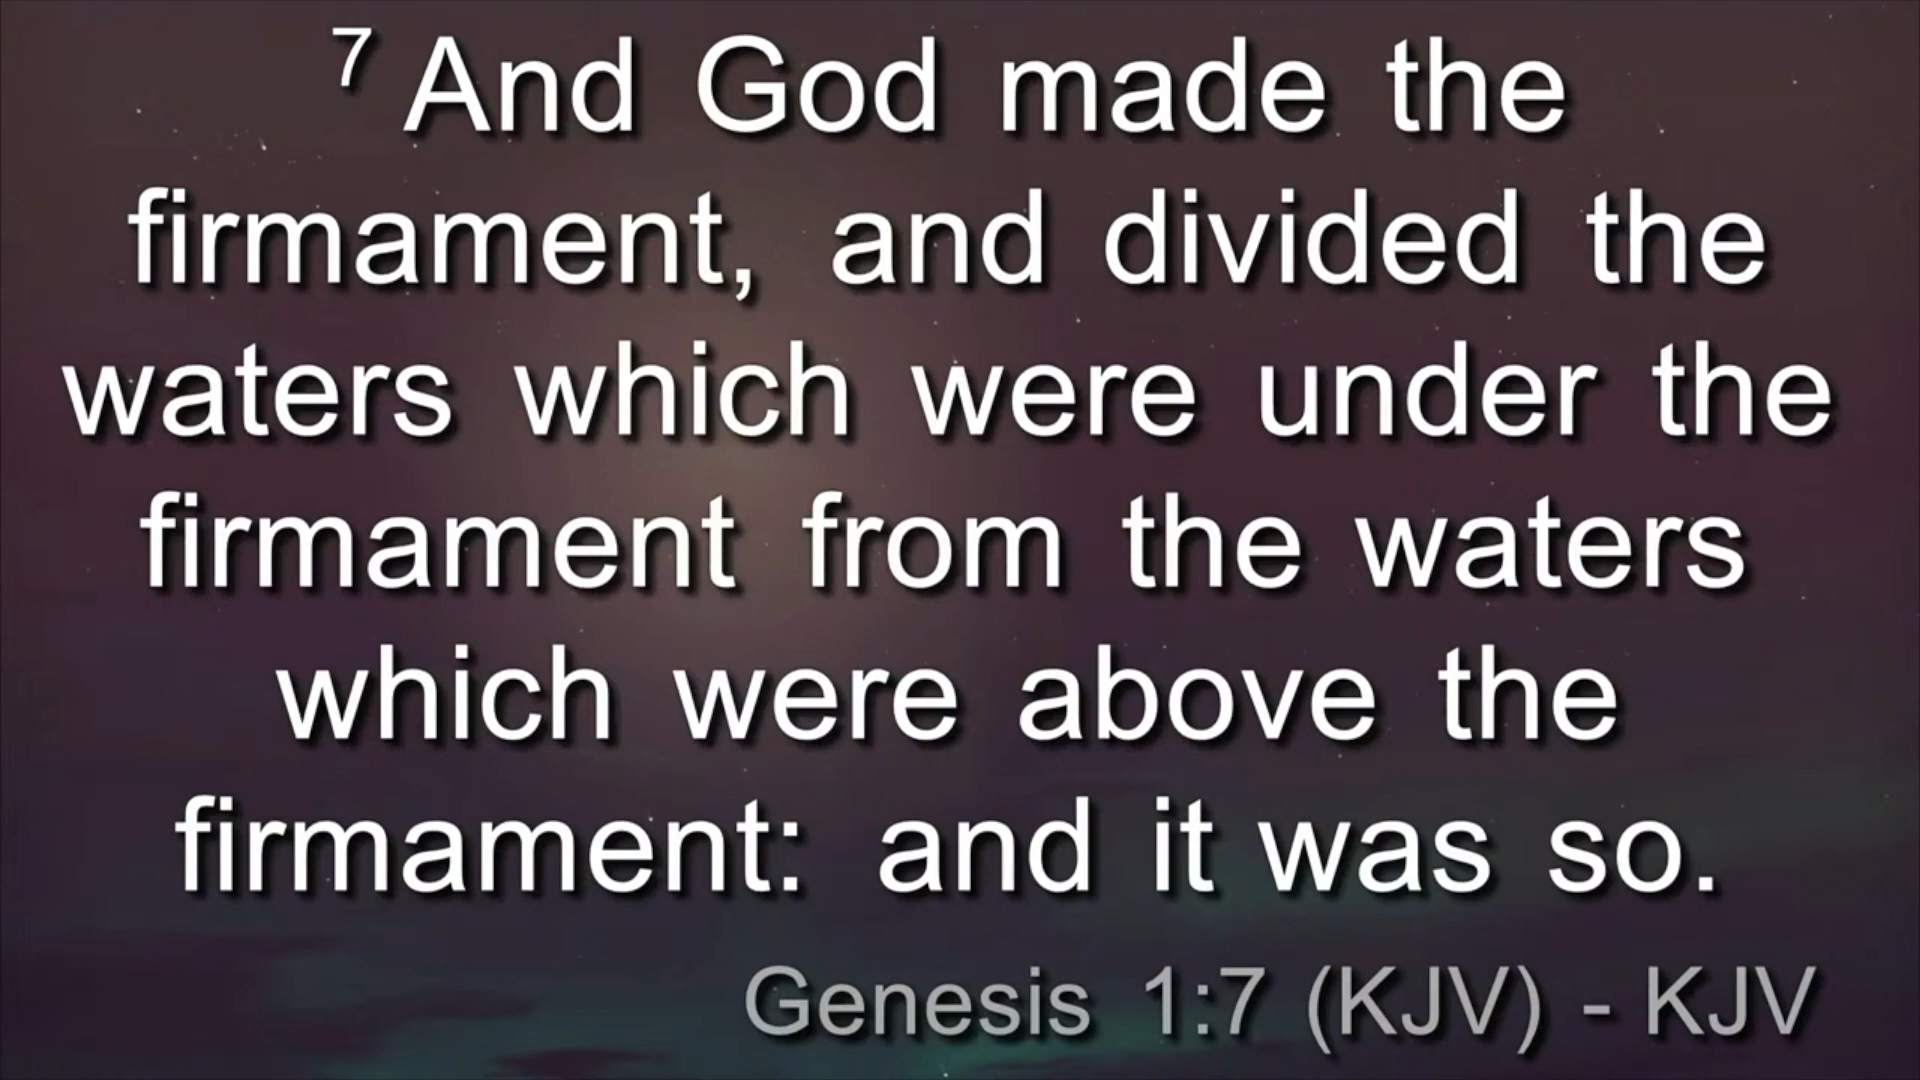 7 And God made the
firmament, and divided the
waters which were under the
firmament from the waters
which were above the
firmament: and it was so.
Genesis 1:7 (KJV) - KJV